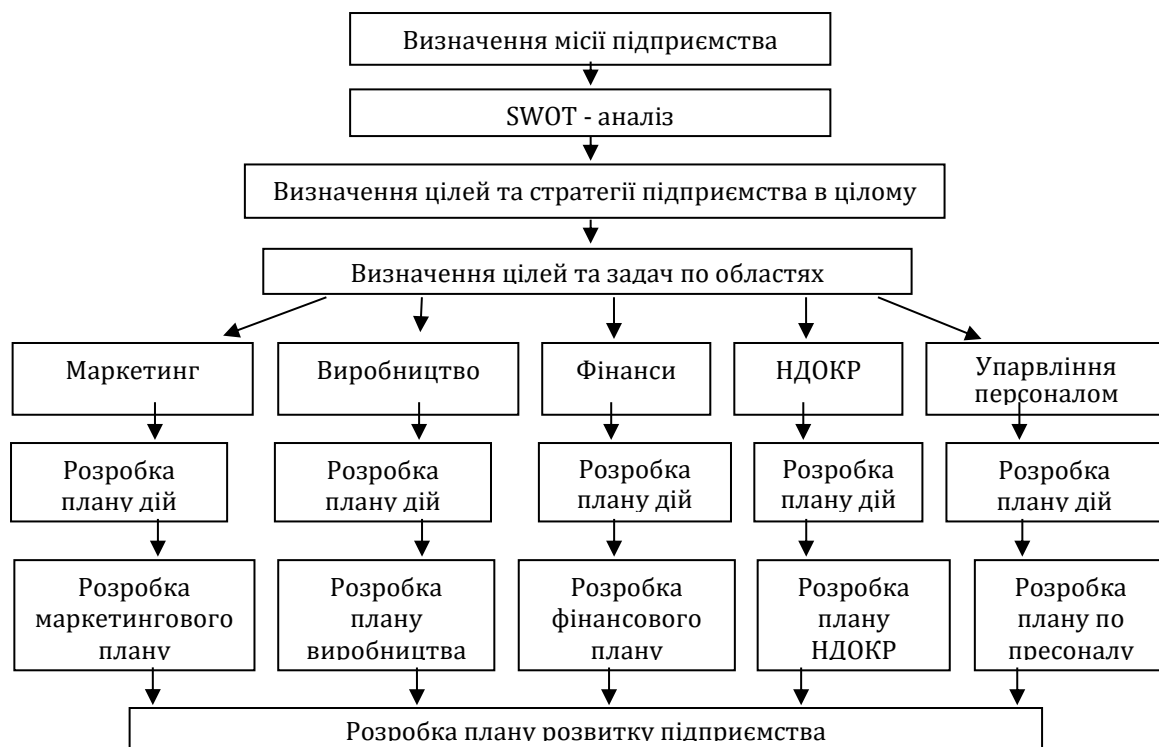 Визначення місії підприємства
SWOT - аналіз
Визначення цілей та стратегії підприємства в цілому
Визначення цілей та задач по областях
Маркетинг
Виробництво
Фінанси
НДОКР
Упарвління
персоналом
Розробка
плану дій
Розробка
плану дій
Розробка
плану дій
Розробка
плану дій
Розробка
плану дій
Розробка
маркетингового
плану
Розробка
плану
виробництва
Розробка
фінансового
плану
Розробка
плану
НДОКР
Розробка
плану по
пресоналу
Розробка плану розвитку підприємства